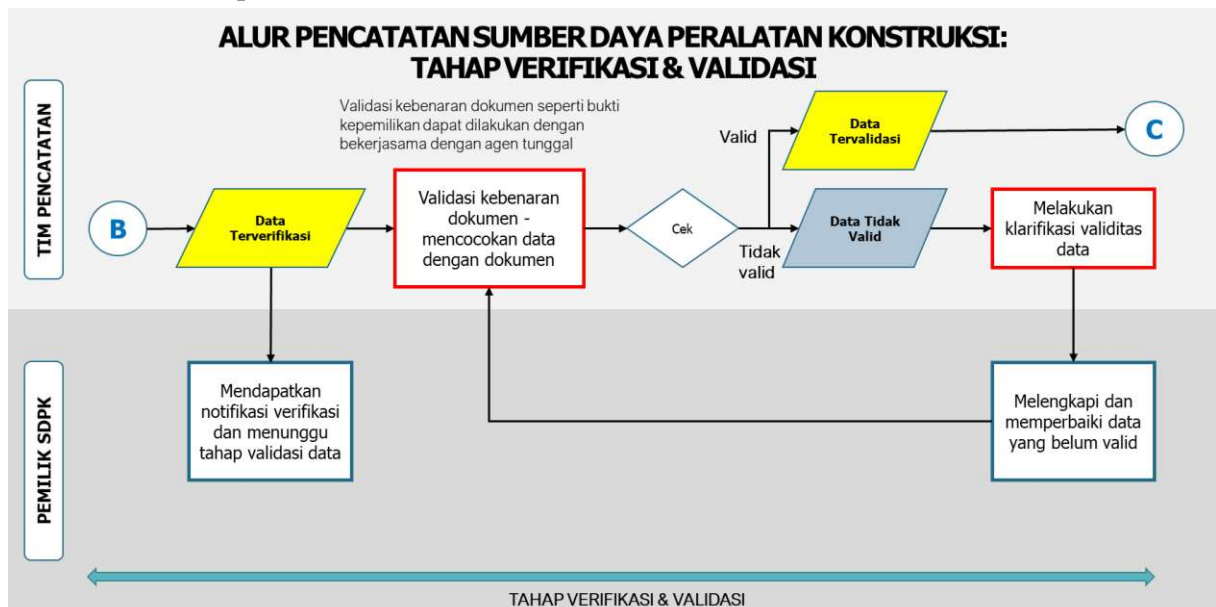 ALUR PENCATATAN SUMBER DAYA PERALATAN KONSTRUKSI:
TAHAP VERIFIKASI & VALIDASI
TIM PENCATATAN
Validasi kebenaran dokumen seperti bukti
kepemilikan dapat dilakukan dengan
bekerjasama dengan agen tunggal
Valid
Data
Tervalidasi
C
B
Data
Terverifikasi
Validasi kebenaran
dokumen -
mencocokan data
dengan dokumen
Cek
Tidak
valid
Data Tidak
Valid
Melakukan
klarifikasi validitas
data
PEMILIK SDPK
Mendapatkan
notifikasi verifikasi
dan menunggu
tahap validasi data
Melengkapi dan
memperbaiki data
yang belum valid
TAHAP VERIFIKASI & VALIDASI